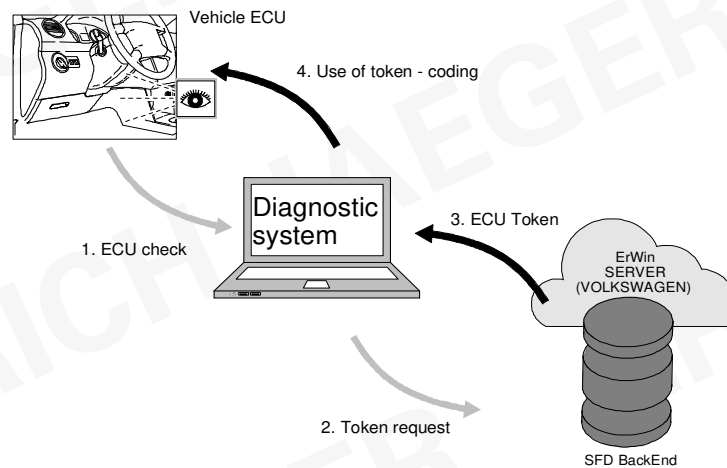 Vehicle ECU
4. Use of token - coding
Diagnostic
system
3. ECU Token
1. ECU check
ErWin
SERVER
(VOLKSWAGEN)
2. Token request
SFD BackEnd